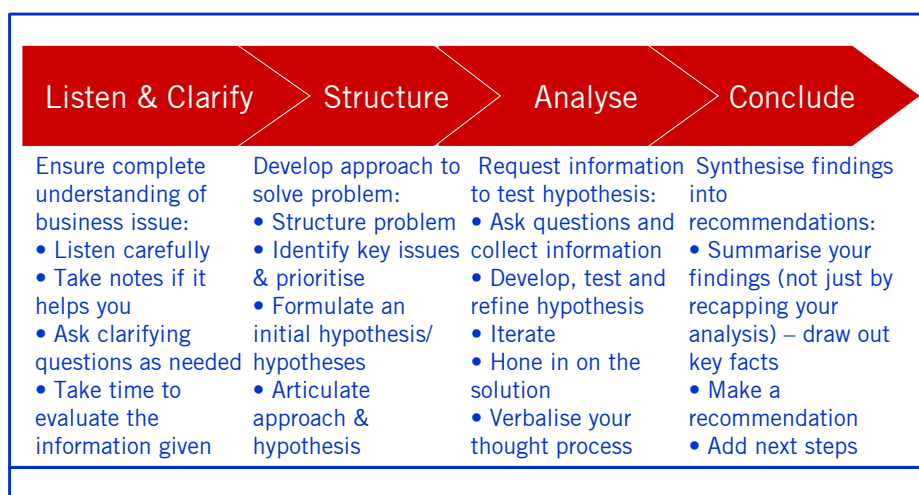 Listen & Clarify
Structure
Analyse
Conclude
Ensure complete
understanding of
business issue:
• Listen carefully
• Take notes if it
helps you
• Ask clarifying
questions as needed
• Take time to
evaluate the
information given
Develop approach to
solve problem:
• Structure problem
• Identify key issues
& prioritise
• Formulate an
initial hypothesis/
hypotheses
• Articulate
approach &
hypothesis
Request information
to test hypothesis:
• Ask questions and
collect information
• Develop, test and
refine hypothesis
• Iterate
• Hone in on the
solution
• Verbalise your
thought process
Synthesise findings
into
recommendations:
• Summarise your
findings (not just by
recapping your
analysis) – draw out
key facts
• Make a
recommendation
• Add next steps